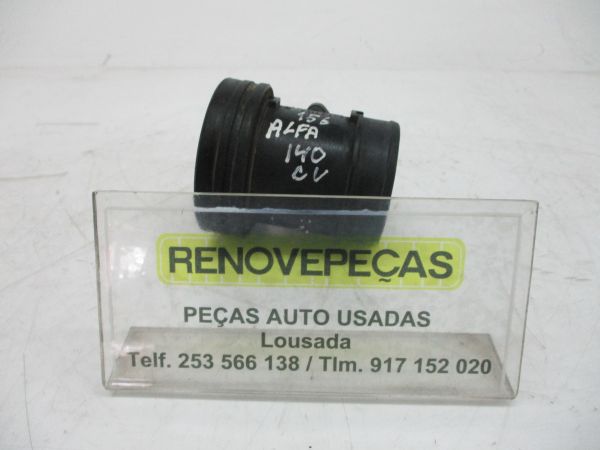 156
ALFA
140
CV
RENOVEPEÇAS
PEÇAS AUTO USADAS
Lousada
Telf. 253 566 138 / Tlm. 917 152 020